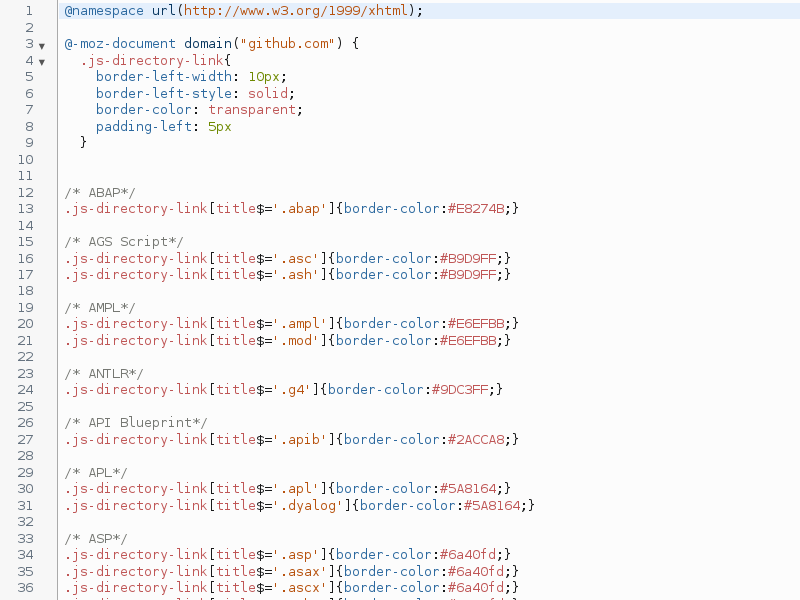 1 @namespace url(http://www.w3.org/1999/xhtml);
2
3 @-moz-document domain("github.com") {
4 .js-directory-link{
5 border-left-width: 10px;
6 border-left-style: solid;
7 border-color: transparent;
8 padding-left: 5px
9 }
10
11
12 /* ABAP*/
13 .js-directory-link[title$='.abap']{border-color:#E8274B;}
14
15 /* AGS Script*/
16 .js-directory-link[title$='.asc']{border-color:#B9D9FF;}
17 .js-directory-link[title$='.ash']{border-color:#B9D9FF;}
18
19 /* AMPL*/
20 .js-directory-link[title$='.ampl']{border-color:#E6EFBB;}
21 .js-directory-link[title$='.mod']{border-color:#E6EFBB;}
22
23 /* ANTLR*/
24 .js-directory-link[title$='.g4']{border-color:#9DC3FF;}
25
26 /* API Blueprint*/
27 .js-directory-link[title$='.apib']{border-color:#2ACCA8;}
28
29 /* APL*/
30 .js-directory-link[title$='.apl']{border-color:#5A8164;}
31 .js-directory-link[title$='.dyalog']{border-color:#5A8164;}
32
33 /* ASP*/
34 .js-directory-link[title$='.asp']{border-color:#6a40fd;}
35 .js-directory-link[title$='.asax']{border-color:#6a40fd;}
36 .js-directory-link[title$='.ascx']{border-color:#6a40fd;}